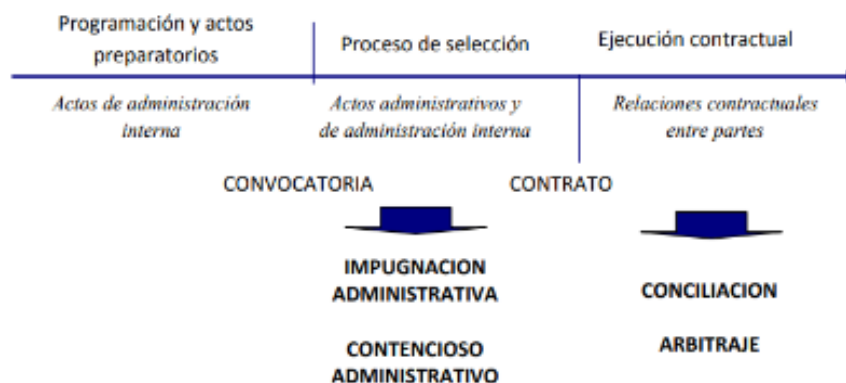 Programación y actos
preparatorios
Proceso de selección
Ejecución contractual
Actos de administración
interna
Actos administrativos y
de administración interna
Relaciones contractuales
entre partes
CONVOCATORIA
CONTRATO
IMPUGNACION
ADMINISTRATIVA
CONTENCIOSO
ADMINISTRATIVO
CONCILIACION
ARBITRAJE